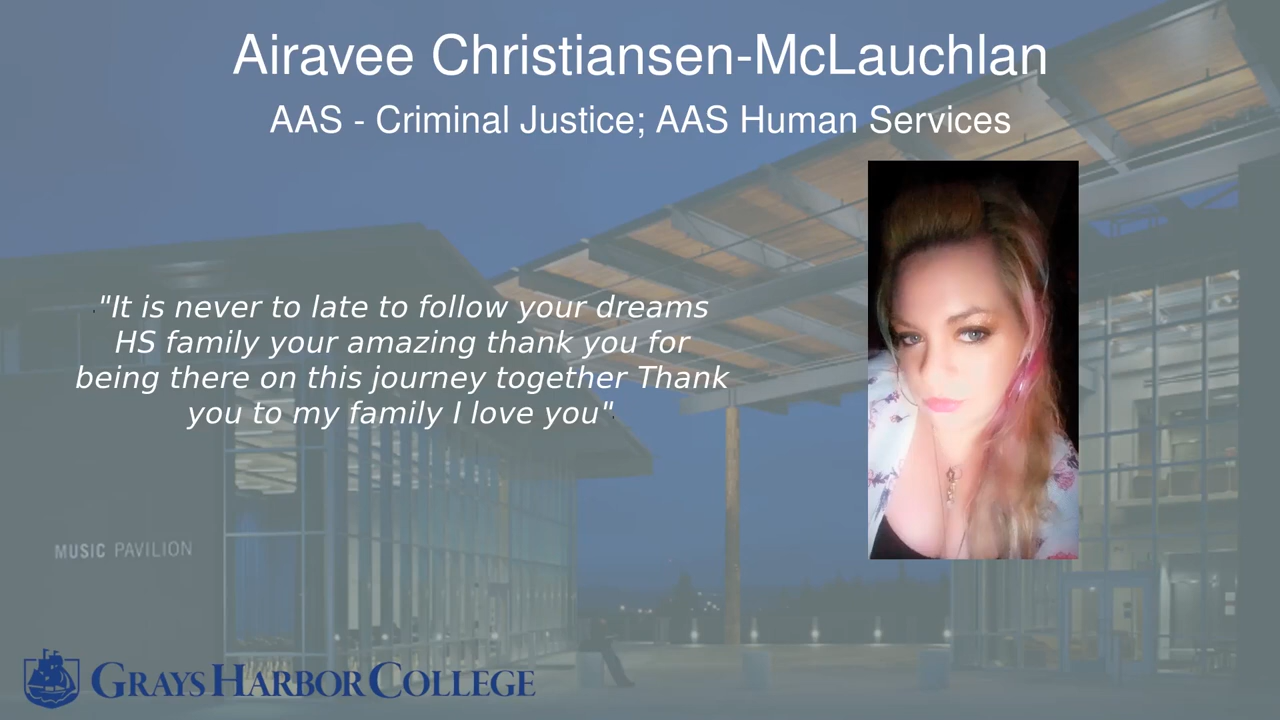 Airavee Christiansen-McLauchlan
AAS - Criminal Justice; AAS Human Services
"It is never to late to follow your dreams
HS family your amazing thank you for
being there on this journey together Thank
you to my family I love you"
MUSIC PAVILION
GRAYS HARBOR COLLEGE